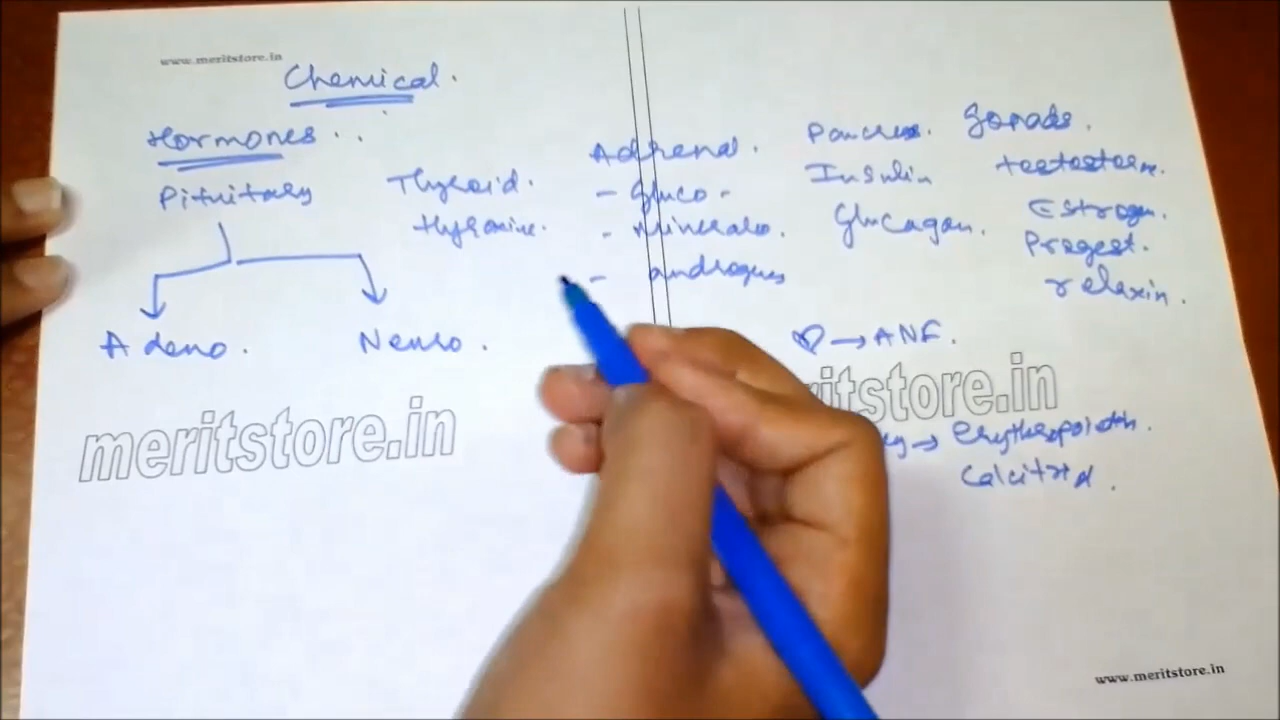 www.meritstore.in
Chemical.
Hormones..
Pituitary
Adeno.
Neuro.
Thyroid.
thyroxine.
Adrenal.
- Gluco-
- Mineralo.
- androgens
Pancreas.
Insulin
Glucagon.
Gonads.
testosterone.
Estrogen.
Progest.
relaxin.
→ ANF.
meritstore.in
ritstore.in
→ erythropoietin.
Calcitriol.
www.meritstore.in